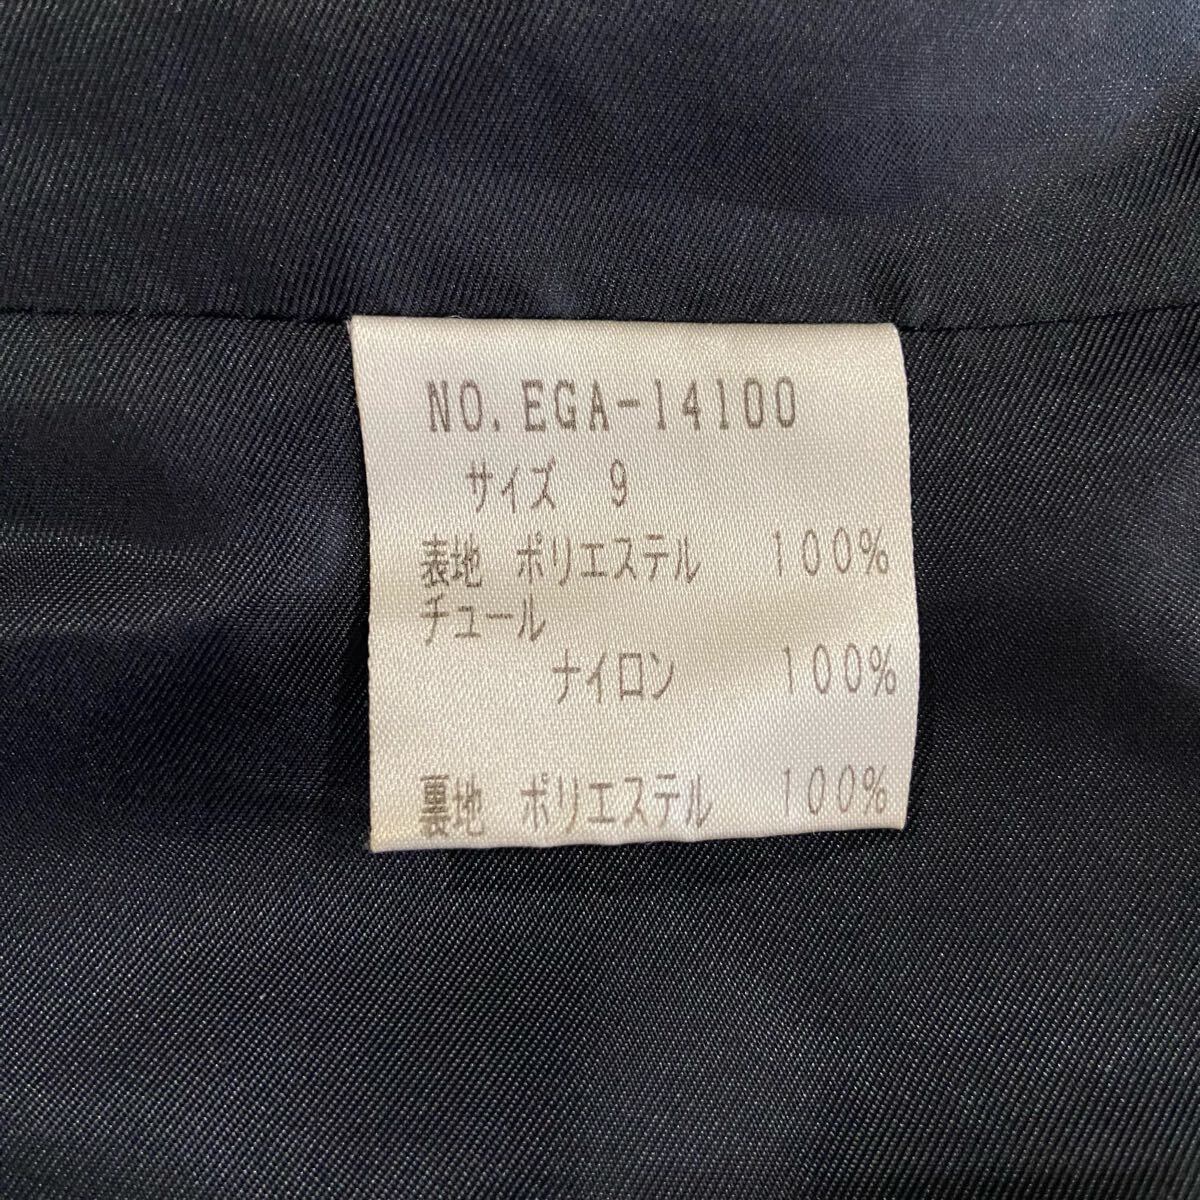 NO.EGA-14100
サイズ 9
表地 ポリエステル 100%
チュール
ナイロン 100%
裏地 ポリエステル 100%